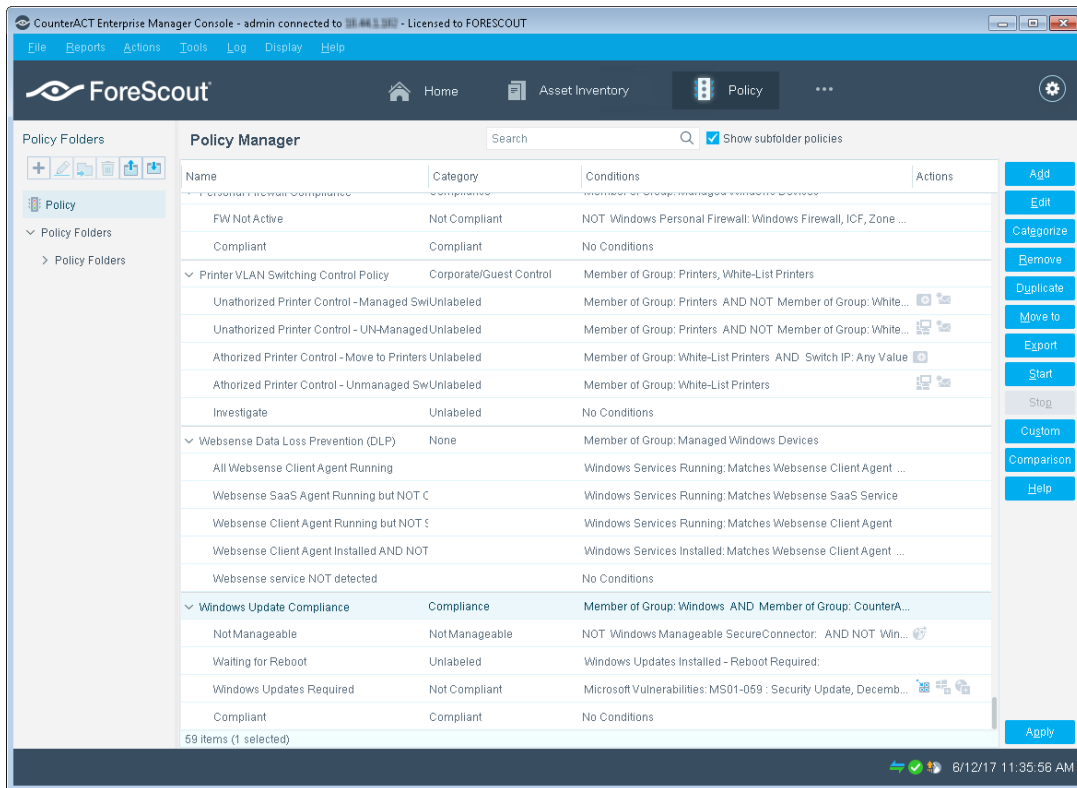 CounterACT Enterprise Manager Console - admin connected to - Licensed to FORESCOUT
File Reports Actions Tools Log Display Help
ForeScout
Home
Asset Inventory
Policy
Policy Folders
Policy
Policy Folders
Policy Folders
Policy Manager
Search
Show subfolder policies
Name Category Conditions Actions
Personal Firewall Compliance Compliance Member of Group: Managed Windows Devices
FW Not Active Not Compliant NOT Windows Personal Firewall: Windows Firewall, ICF, Zone ...
Compliant Compliant No Conditions
Printer VLAN Switching Control Policy Corporate/Guest Control Member of Group: Printers, White-List Printers
Unathorized Printer Control - Managed Swi Unlabeled Member of Group: Printers AND NOT Member of Group: White...
Unathorized Printer Control - UN-Managed Unlabeled Member of Group: Printers AND NOT Member of Group: White...
Athorized Printer Control - Move to Printers Unlabeled Member of Group: White-List Printers AND Switch IP: Any Value
Athorized Printer Control - Unmanaged Sw Unlabeled Member of Group: White-List Printers
Investigate Unlabeled No Conditions
Websense Data Loss Prevention (DLP) None Member of Group: Managed Windows Devices
All Websense Client Agent Running Windows Services Running: Matches Websense Client Agent ...
Websense SaaS Agent Running but NOT C Windows Services Running: Matches Websense SaaS Service
Websense Client Agent Running but NOT S Windows Services Running: Matches Websense Client Agent
Websense Client Agent Installed AND NOT Windows Services Installed: Matches Websense Client Agent ...
Websense service NOT detected No Conditions
Windows Update Compliance Compliance Member of Group: Windows AND Member of Group: CounterA...
Not Manageable Not Manageable NOT Windows Manageable SecureConnector: AND NOT Win...
Waiting for Reboot Unlabeled Windows Updates Installed - Reboot Required:
Windows Updates Required Not Compliant Microsoft Vulnerabilities: MS01-059 : Security Update, Decemb...
Compliant Compliant No Conditions
59 items (1 selected)
Add
Edit
Categorize
Remove
Duplicate
Move to
Export
Start
Stop
Custom
Comparison
Help
Apply
6/12/17 11:35:56 AM